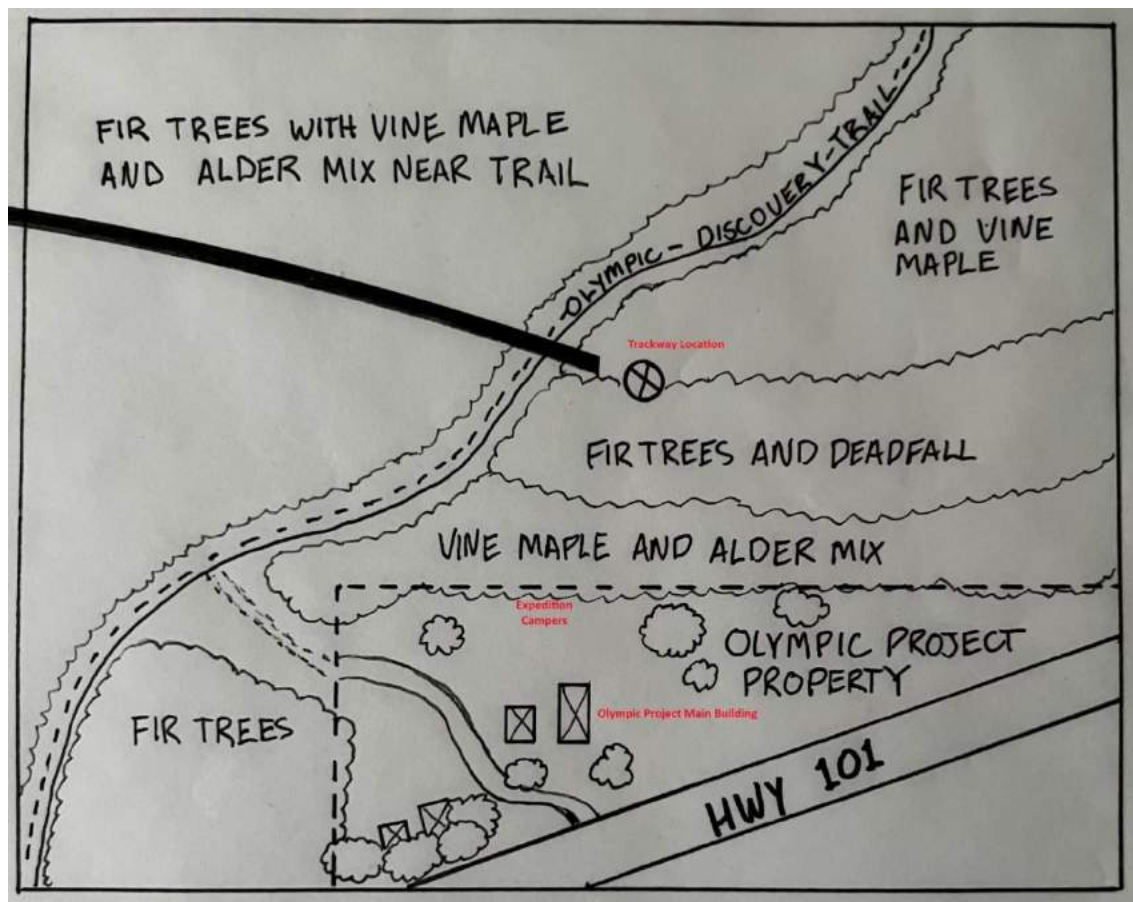 FIR TREES WITH VINE MAPLE
AND ALDER MIX NEAR TRAIL
OLYMPIC - DISCOVERY - TRAIL
FIR TREES
AND VINE
MAPLE
Trackway Location
FIR TREES AND DEADFALL
VINE MAPLE AND ALDER MIX
Expedition
Campers
OLYMPIC PROJECT
PROPERTY
Olympic Project Main Building
FIR TREES
HWY 101